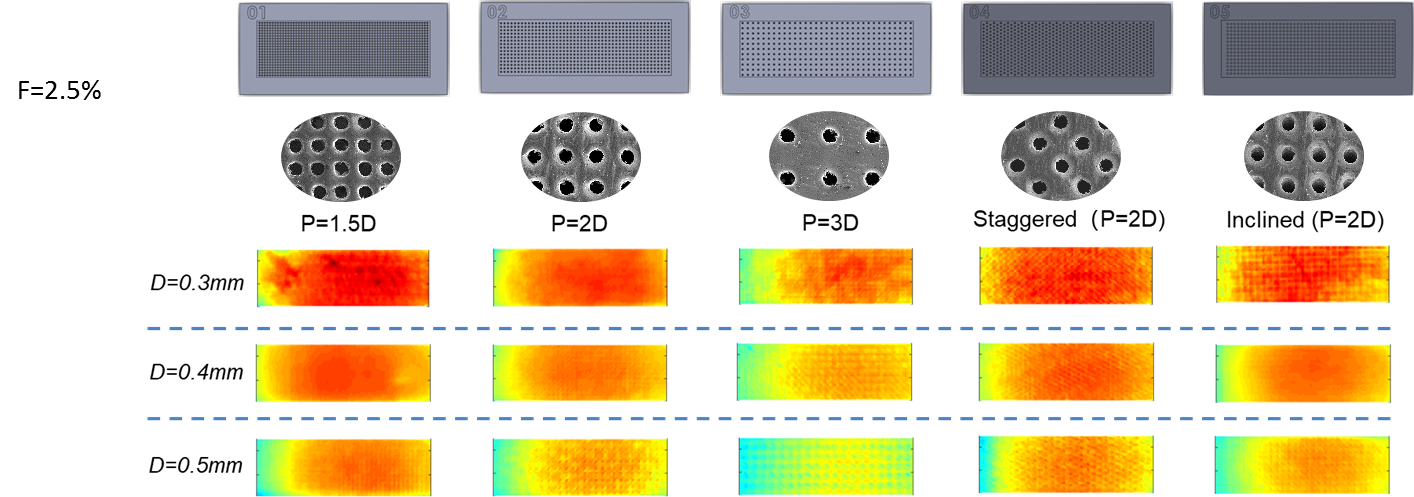 01 02 03 04 05
F=2.5%
P=1.5D P=2D P=3D Staggered (P=2D) Inclined (P=2D)
D=0.3mm
D=0.4mm
D=0.5mm